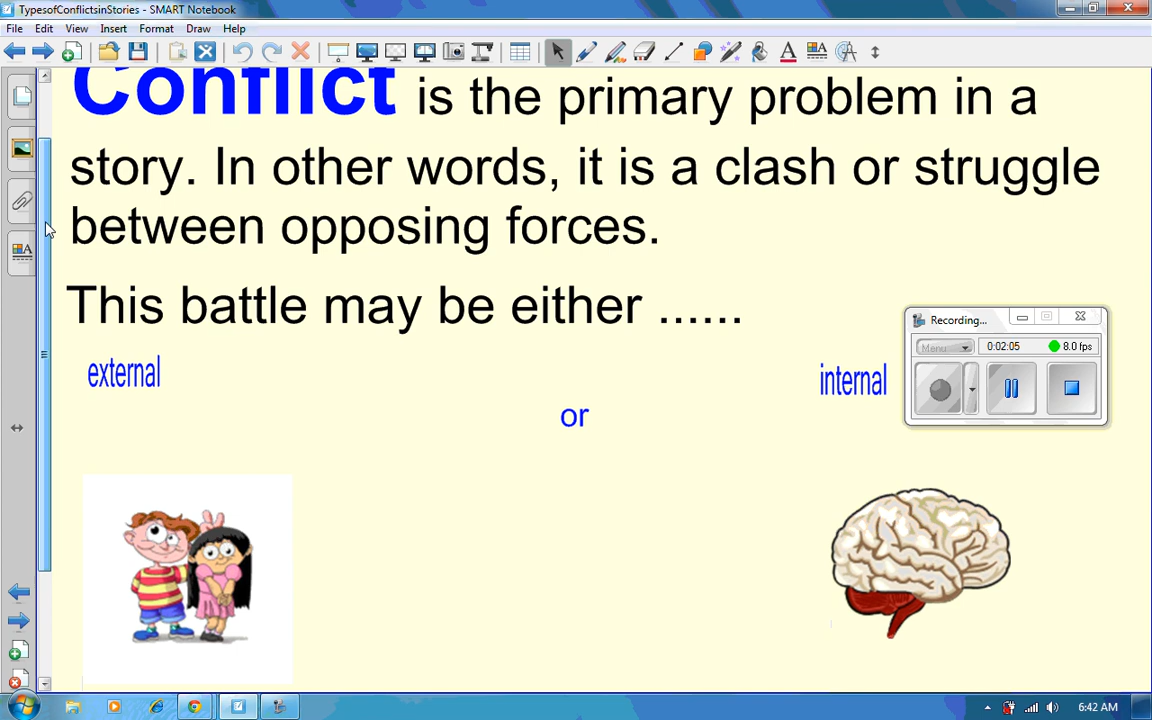 TypesofConflictsinStories - SMART Notebook
File Edit View Insert Format Draw Help
Conflict is the primary problem in a
story. In other words, it is a clash or struggle
between opposing forces.
This battle may be either ......
external
internal
or
Recording...
Menu
0:02:05
8.0 fps
6:42 AM